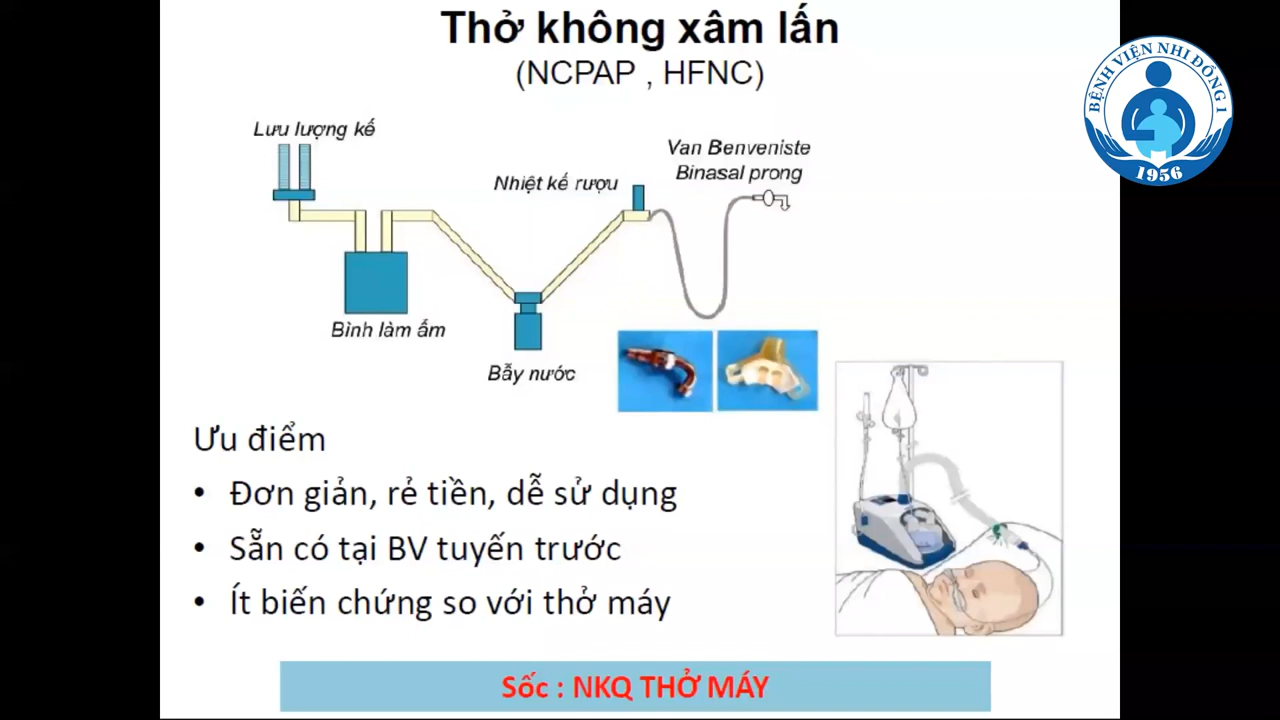 Thở không xâm lấn
(NCPAP , HFNC)
BỆNH VIỆN NHI ĐỒNG 1
1956
Lưu lượng kế
Van Benveniste
Binasal prong
Nhiệt kế rượu
Bình làm ấm
Bẫy nước
Ưu điểm
• Đơn giản, rẻ tiền, dễ sử dụng
• Sẵn có tại BV tuyến trước
• Ít biến chứng so với thở máy
Sốc : NKQ THỞ MÁY